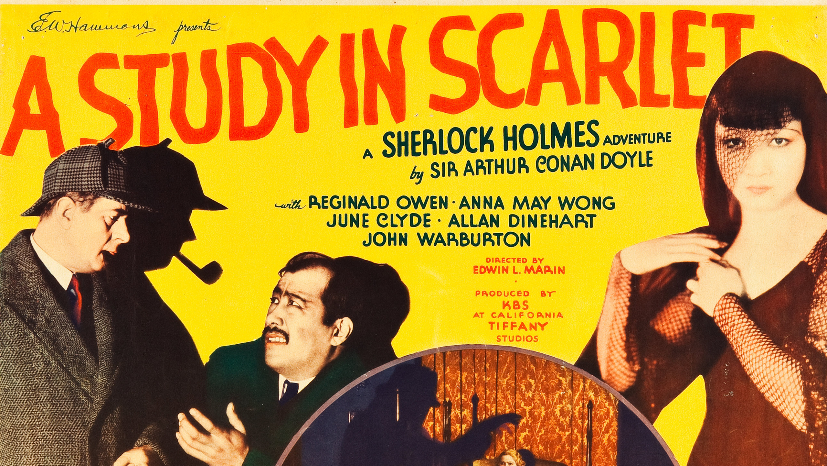 E.W. Hammons presents
A STUDY IN SCARLET
A SHERLOCK HOLMES ADVENTURE
by SIR ARTHUR CONAN DOYLE
with REGINALD OWEN · ANNA MAY WONG
JUNE CLYDE · ALLAN DINEHART
JOHN WARBURTON
DIRECTED BY
EDWIN L. MARIN
PRODUCED BY
KBS
AT CALIFORNIA
TIFFANY
STUDIOS